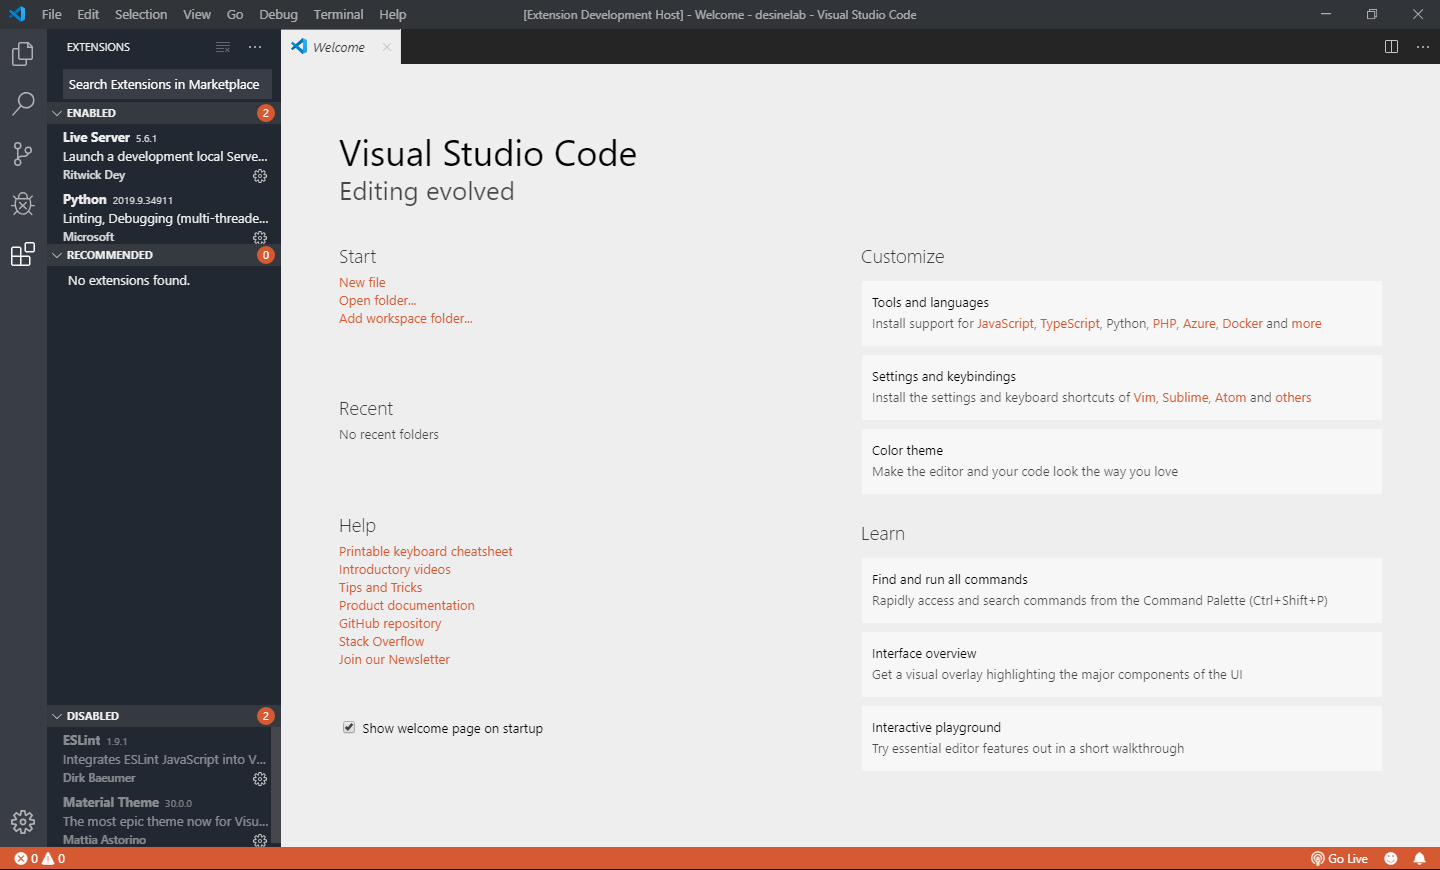 File Edit Selection View Go Debug Terminal Help
[Extension Development Host] - Welcome - desinelab - Visual Studio Code
EXTENSIONS
Search Extensions in Marketplace
ENABLED 2
Live Server 5.6.1
Launch a development local Serve...
Ritwick Dey
Python 2019.9.34911
Linting, Debugging (multi-threade...
Microsoft
RECOMMENDED 0
No extensions found.
DISABLED 2
ESLint 1.9.1
Integrates ESLint JavaScript into V...
Dirk Baeumer
Material Theme 30.0.0
The most epic theme now for Visu...
Mattia Astorino
Welcome
Visual Studio Code
Editing evolved
Start
New file
Open folder...
Add workspace folder...
Recent
No recent folders
Help
Printable keyboard cheatsheet
Introductory videos
Tips and Tricks
Product documentation
GitHub repository
Stack Overflow
Join our Newsletter
Show welcome page on startup
Customize
Tools and languages
Install support for JavaScript, TypeScript, Python, PHP, Azure, Docker and more
Settings and keybindings
Install the settings and keyboard shortcuts of Vim, Sublime, Atom and others
Color theme
Make the editor and your code look the way you love
Learn
Find and run all commands
Rapidly access and search commands from the Command Palette (Ctrl+Shift+P)
Interface overview
Get a visual overlay highlighting the major components of the UI
Interactive playground
Try essential editor features out in a short walkthrough
0 0
Go Live